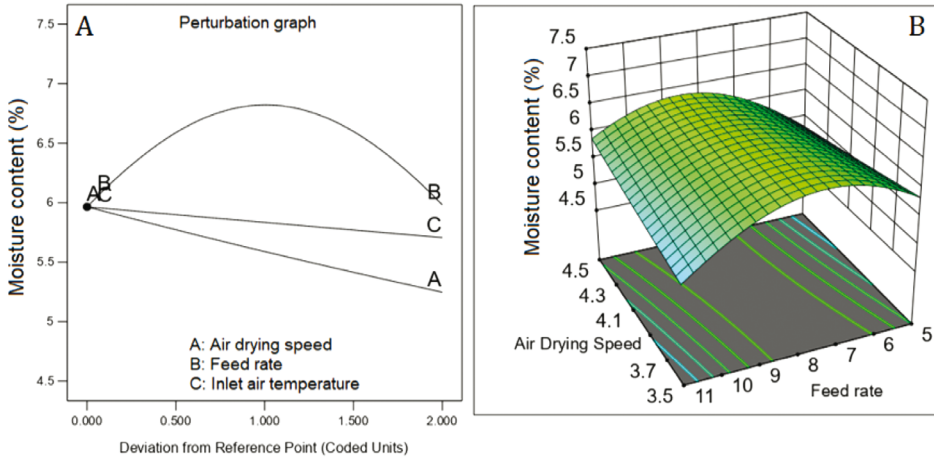 A
Perturbation graph
7.5
7
6.5
6
5.5
5
4.5
Moisture content (%)
A
B
C
B
C
A
A: Air drying speed
B: Feed rate
C: Inlet air temperature
0.000 0.500 1.000 1.500 2.000
Deviation from Reference Point (Coded Units)
B
7.5
7
6.5
6
5.5
5
4.5
Moisture content (%)
4.5
4.3
4.1
3.7
3.5
Air Drying Speed
11 10 9 8 7 6 5
Feed rate